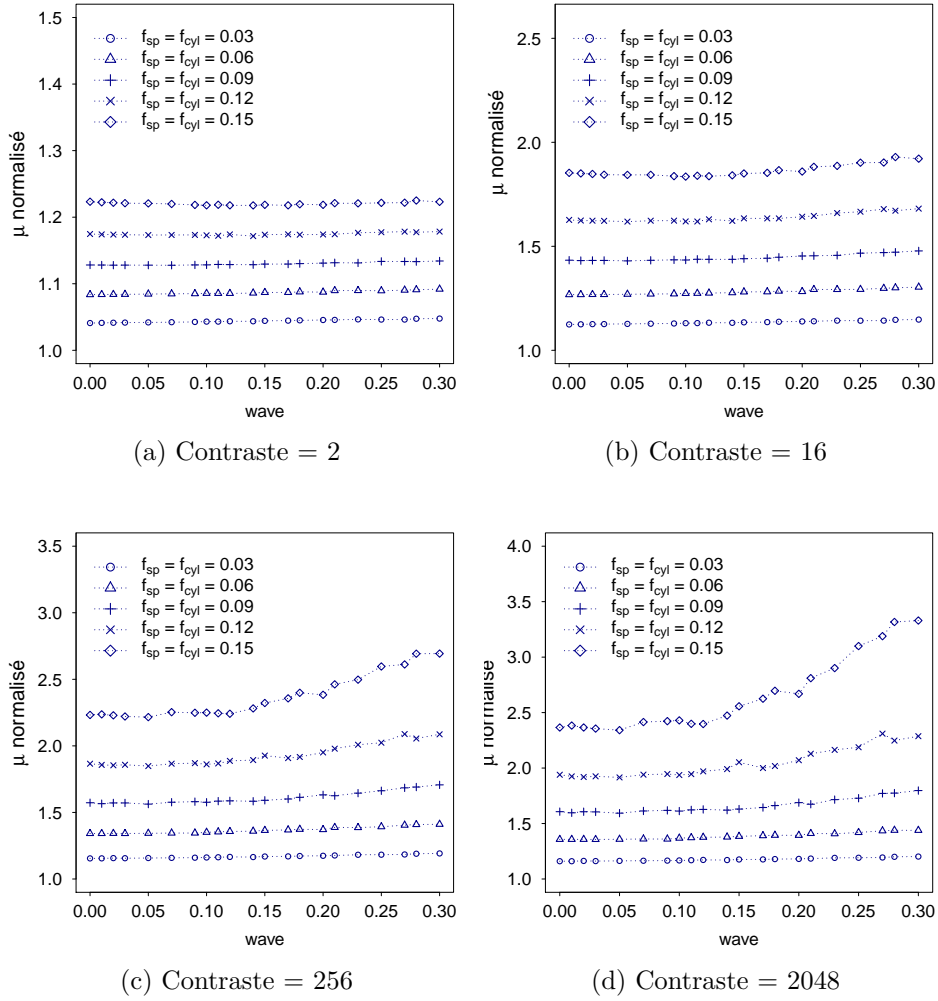 1.5
1.4
1.3
1.2
1.1
1.0
μ normalisé
f_sp = f_cyl = 0.03
f_sp = f_cyl = 0.06
f_sp = f_cyl = 0.09
f_sp = f_cyl = 0.12
f_sp = f_cyl = 0.15
0.00 0.05 0.10 0.15 0.20 0.25 0.30
wave
(a) Contraste = 2
2.5
2.0
1.5
1.0
μ normalisé
f_sp = f_cyl = 0.03
f_sp = f_cyl = 0.06
f_sp = f_cyl = 0.09
f_sp = f_cyl = 0.12
f_sp = f_cyl = 0.15
0.00 0.05 0.10 0.15 0.20 0.25 0.30
wave
(b) Contraste = 16
3.5
3.0
2.5
2.0
1.5
1.0
μ normalisé
f_sp = f_cyl = 0.03
f_sp = f_cyl = 0.06
f_sp = f_cyl = 0.09
f_sp = f_cyl = 0.12
f_sp = f_cyl = 0.15
0.00 0.05 0.10 0.15 0.20 0.25 0.30
wave
(c) Contraste = 256
4.0
3.5
3.0
2.5
2.0
1.5
1.0
μ normalisé
f_sp = f_cyl = 0.03
f_sp = f_cyl = 0.06
f_sp = f_cyl = 0.09
f_sp = f_cyl = 0.12
f_sp = f_cyl = 0.15
0.00 0.05 0.10 0.15 0.20 0.25 0.30
wave
(d) Contraste = 2048